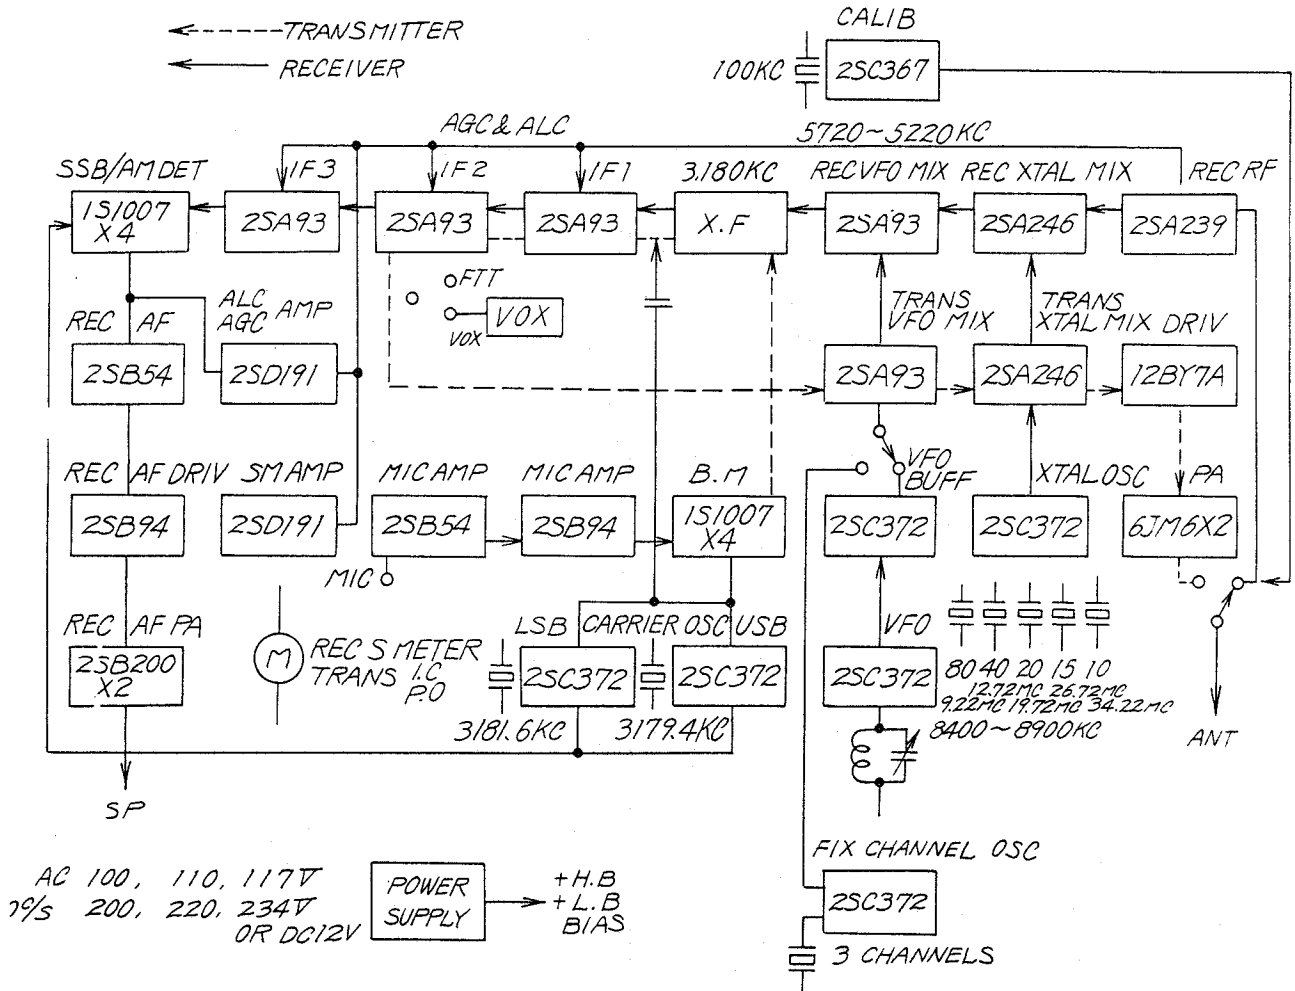 TRANSMITTER
RECEIVER
CALIB
100KC
2SC367
AGC & ALC
5720~5220KC
SSB/AM DET
IF3
IF2
IF1
3.180KC
REC VFO MIX
REC XTAL MIX
REC RF
1S1007
X4
2SA93
2SA93
2SA93
X.F
2SA93
2SA246
2SA239
FTT
VOX
VOX
REC AF
ALC
AGC AMP
TRANS
VFO MIX
TRANS
XTAL MIX
DRIV
2SB54
2SD191
2SA93
2SA246
12BY7A
REC AF DRIV
SM AMP
MIC AMP
MIC AMP
B.M
VFO
BUFF
XTAL OSC
PA
2SB94
2SD191
2SB54
2SB94
1S1007
X4
2SC372
2SC372
6JM6X2
MIC
REC AF PA
2SB200
X2
M
REC S METER
TRANS I.C
P.O
LSB
CARRIER OSC
USB
2SC372
2SC372
3181.6KC
3179.4KC
VFO
2SC372
80 40 20 15 10
12.72MC 26.72MC
9.22MC 19.72MC 34.22MC
8400~8900KC
ANT
SP
FIX CHANNEL OSC
2SC372
3 CHANNELS
AC 100, 110, 117V
200, 220, 234V
OR DC12V
POWER
SUPPLY
+H.B
+L.B
BIAS